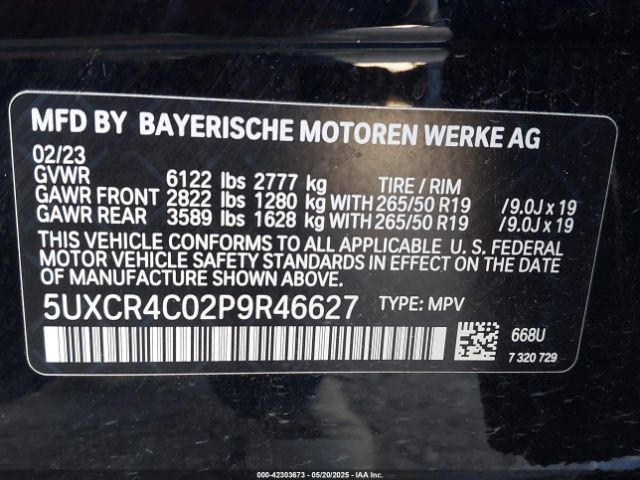 MFD BY BAYERISCHE MOTOREN WERKE AG
02/23
GVWR 6122 lbs 2777 kg TIRE / RIM
GAWR FRONT 2822 lbs 1280 kg WITH 265/50 R19 /9.0J x 19
GAWR REAR 3589 lbs 1628 kg WITH 265/50 R19 /9.0J x 19
THIS VEHICLE CONFORMS TO ALL APPLICABLE U. S. FEDERAL
MOTOR VEHICLE SAFETY STANDARDS IN EFFECT ON THE DATE
OF MANUFACTURE SHOWN ABOVE.
5UXCR4C02P9R46627 TYPE: MPV
668U
7 320 729
000-42303673 - 05/20/2025 - IAA Inc.